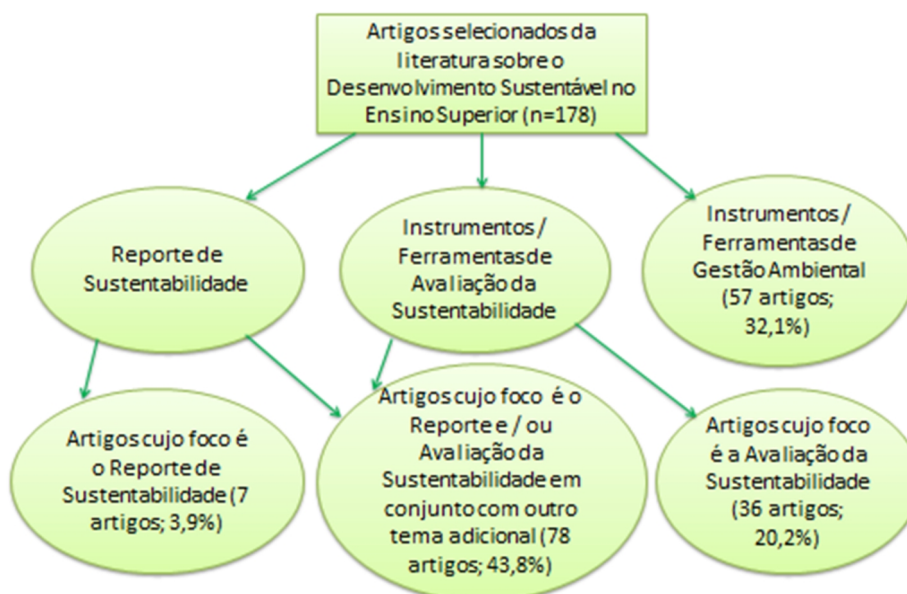 Artigos selecionados da
literatura sobre o
Desenvolvimento Sustentável no
Ensino Superior (n=178)
Reporte de
Sustentabilidade
Instrumentos /
Ferramentas de
Avaliação da
Sustentabilidade
Instrumentos /
Ferramentas de
Gestão Ambiental
(57 artigos;
32,1%)
Artigos cujo foco é
o Reporte de
Sustentabilidade (7
artigos; 3,9%)
Artigos cujo foco é o
Reporte e / ou
Avaliação da
Sustentabilidade em
conjunto com outro
tema adicional (78
artigos; 43,8%)
Artigos cujo foco
é a Avaliação da
Sustentabilidade
(36 artigos;
20,2%)